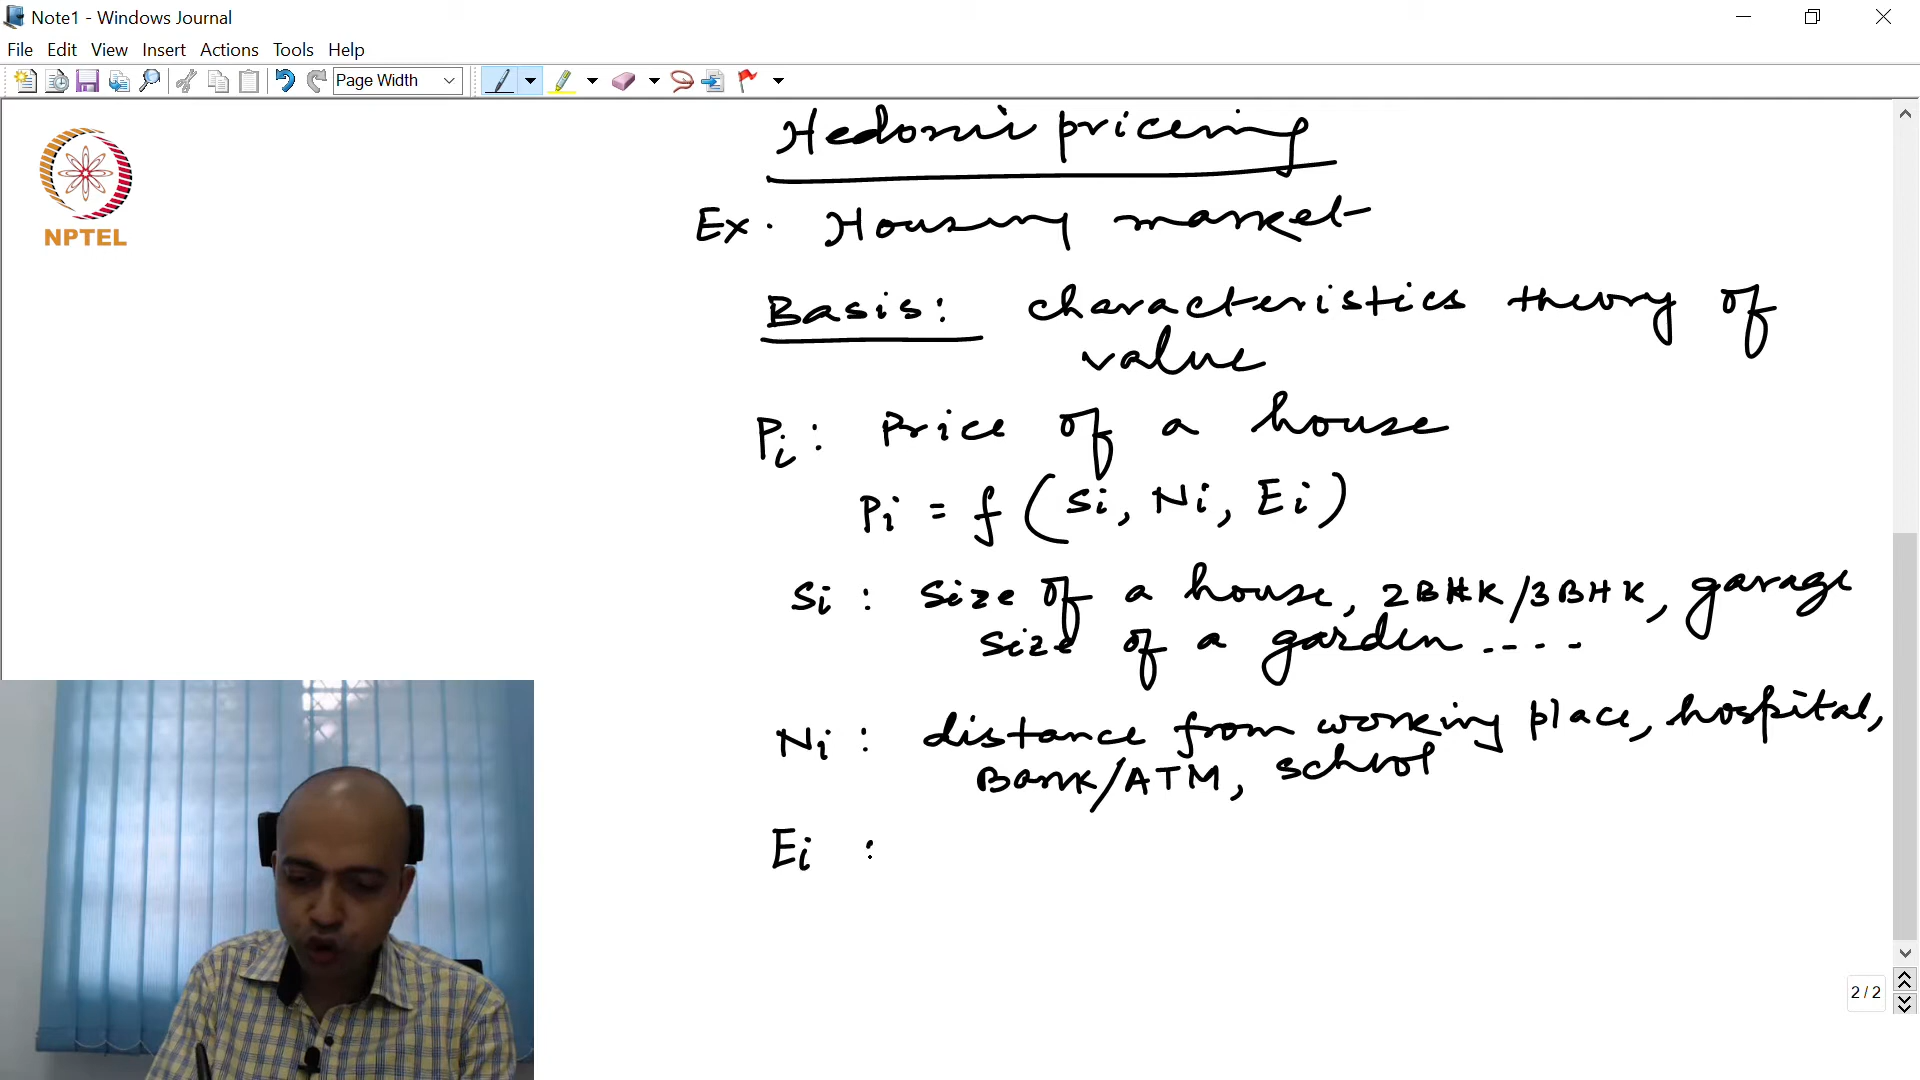 Note1 - Windows Journal
File Edit View Insert Actions Tools Help
Page Width
NPTEL
Hedonic pricening
Ex. Housing market
Basis: characteristics theory of
value
Pi: Price of a house
Pi = f (Si, Ni, Ei)
Si : Size of a house, 2BHK/3BHK, garage
size of a garden ....
Ni : distance from working place, hospital,
Bank/ATM, school
Ei :
2 / 2